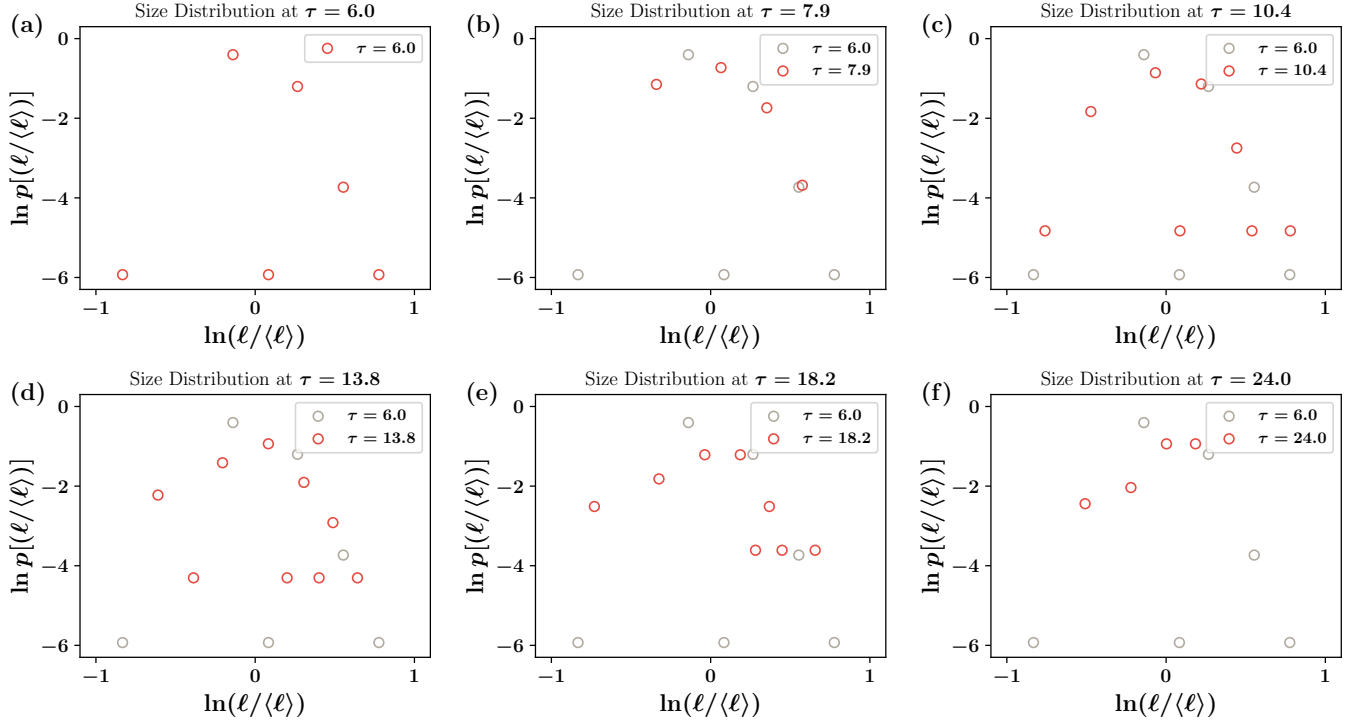 (a)
Size Distribution at τ = 6.0
0
−2
−4
−6
−1
0
1
ln p[(ℓ/⟨ℓ⟩)]
ln(ℓ/⟨ℓ⟩)
τ = 6.0
(b)
Size Distribution at τ = 7.9
0
−2
−4
−6
−1
0
1
ln p[(ℓ/⟨ℓ⟩)]
ln(ℓ/⟨ℓ⟩)
τ = 6.0
τ = 7.9
(c)
Size Distribution at τ = 10.4
0
−2
−4
−6
−1
0
1
ln p[(ℓ/⟨ℓ⟩)]
ln(ℓ/⟨ℓ⟩)
τ = 6.0
τ = 10.4
(d)
Size Distribution at τ = 13.8
0
−2
−4
−6
−1
0
1
ln p[(ℓ/⟨ℓ⟩)]
ln(ℓ/⟨ℓ⟩)
τ = 6.0
τ = 13.8
(e)
Size Distribution at τ = 18.2
0
−2
−4
−6
−1
0
1
ln p[(ℓ/⟨ℓ⟩)]
ln(ℓ/⟨ℓ⟩)
τ = 6.0
τ = 18.2
(f)
Size Distribution at τ = 24.0
0
−2
−4
−6
−1
0
1
ln p[(ℓ/⟨ℓ⟩)]
ln(ℓ/⟨ℓ⟩)
τ = 6.0
τ = 24.0